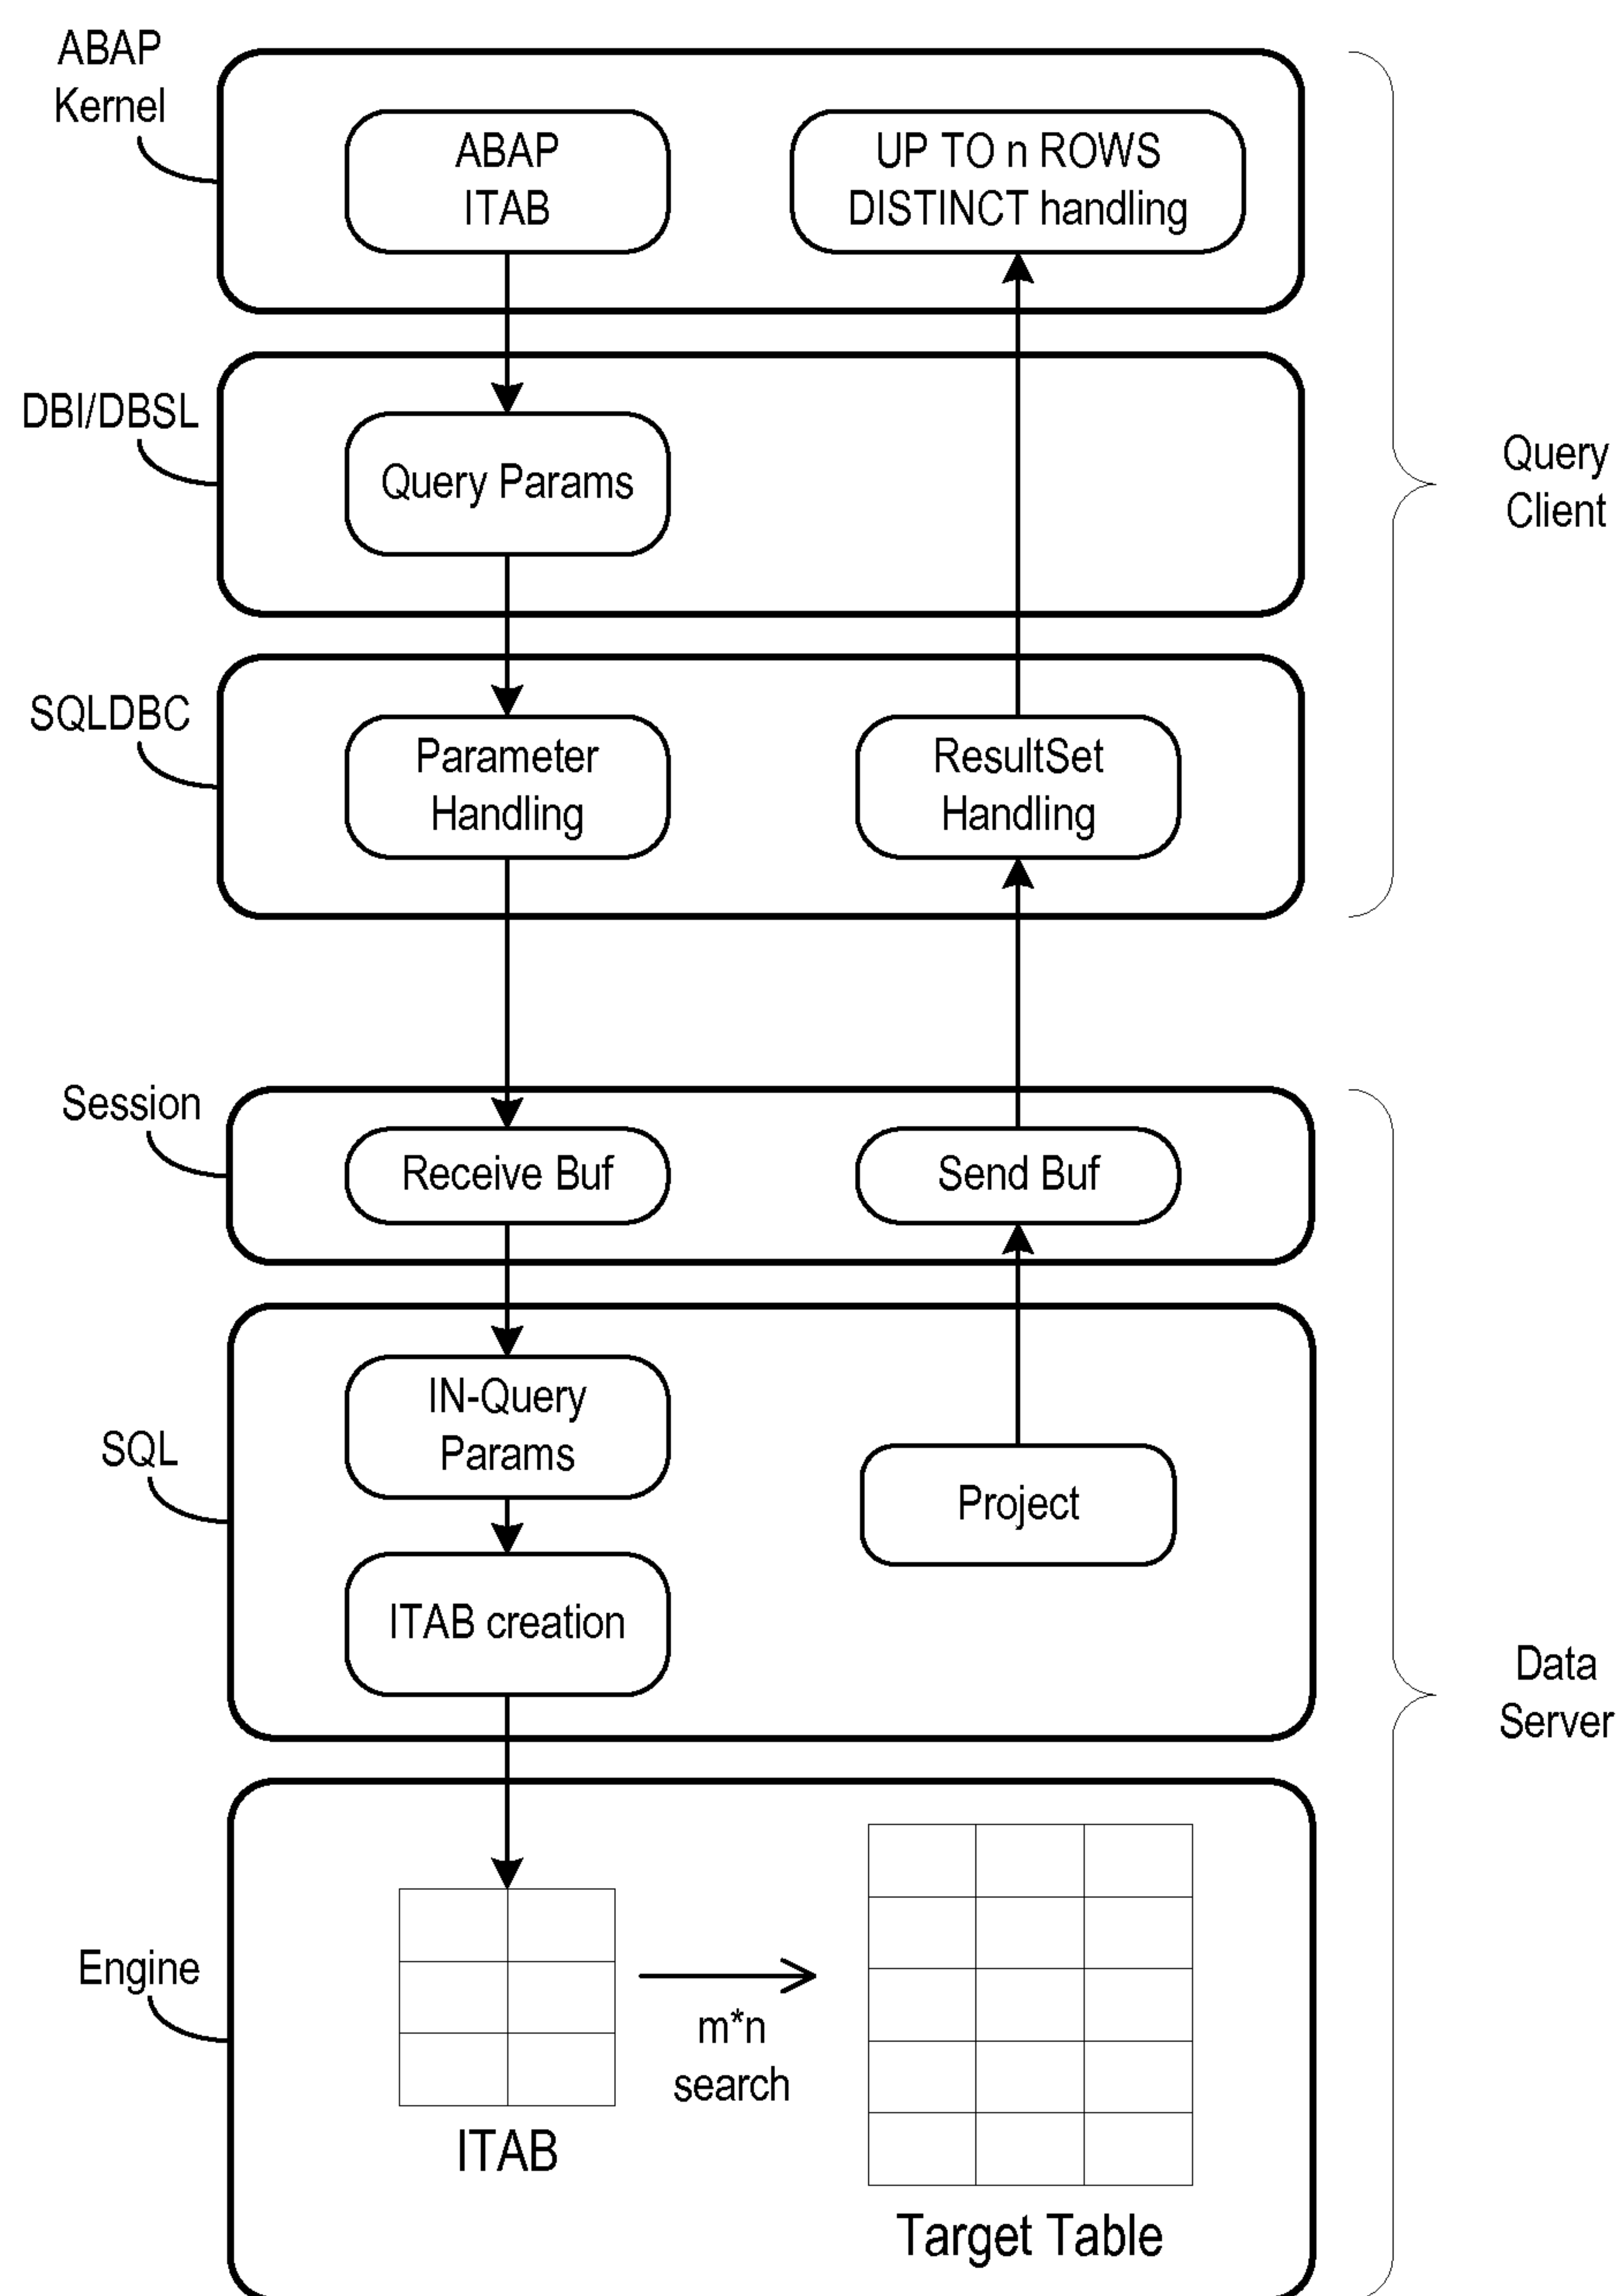 ABAP
Kernel
ABAP
ITAB
UP TO n ROWS
DISTINCT handling
DBI/DBSL
Query Params
Query
Client
SQLDBC
Parameter
Handling
ResultSet
Handling
Session
Receive Buf
Send Buf
SQL
IN-Query
Params
Project
ITAB creation
Data
Server
Engine
m*n
search
ITAB
Target Table